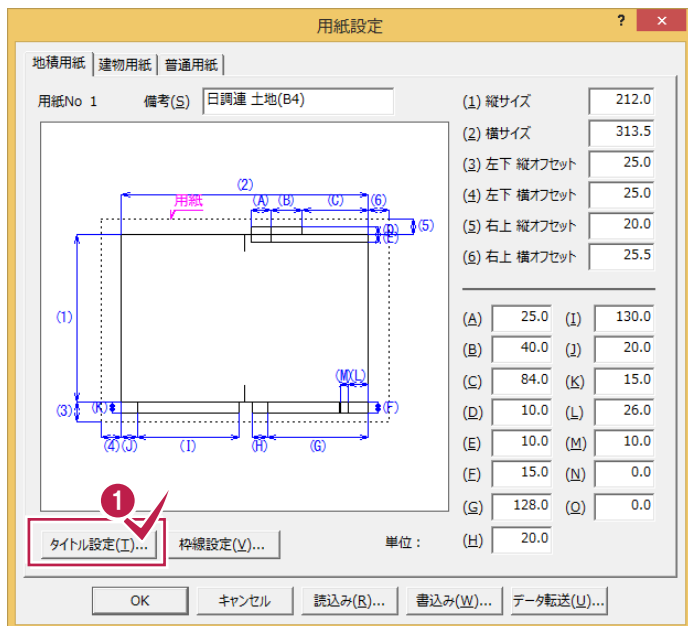 用紙設定
? ×
地積用紙 建物用紙 普通用紙
用紙No 1 備考(S) 日調連 土地(B4)
(1) 縦サイズ 212.0
(2) 横サイズ 313.5
(3) 左下 縦オフセット 25.0
(4) 左下 横オフセット 25.0
(5) 右上 縦オフセット 20.0
(6) 右上 横オフセット 25.5
(2)
用紙 (A) (B) (C) (6)
(D) (5)
(E)
(1)
(M)(L)
(3) (K) (F)
(4) (J) (I) (H) (G)
(A) 25.0 (I) 130.0
(B) 40.0 (J) 20.0
(C) 84.0 (K) 15.0
(D) 10.0 (L) 26.0
(E) 10.0 (M) 10.0
(F) 15.0 (N) 0.0
(G) 128.0 (O) 0.0
(H) 20.0
1
タイトル設定(T)... 枠線設定(V)... 単位：
OK キャンセル 読込み(R)... 書込み(W)... データ転送(U)...